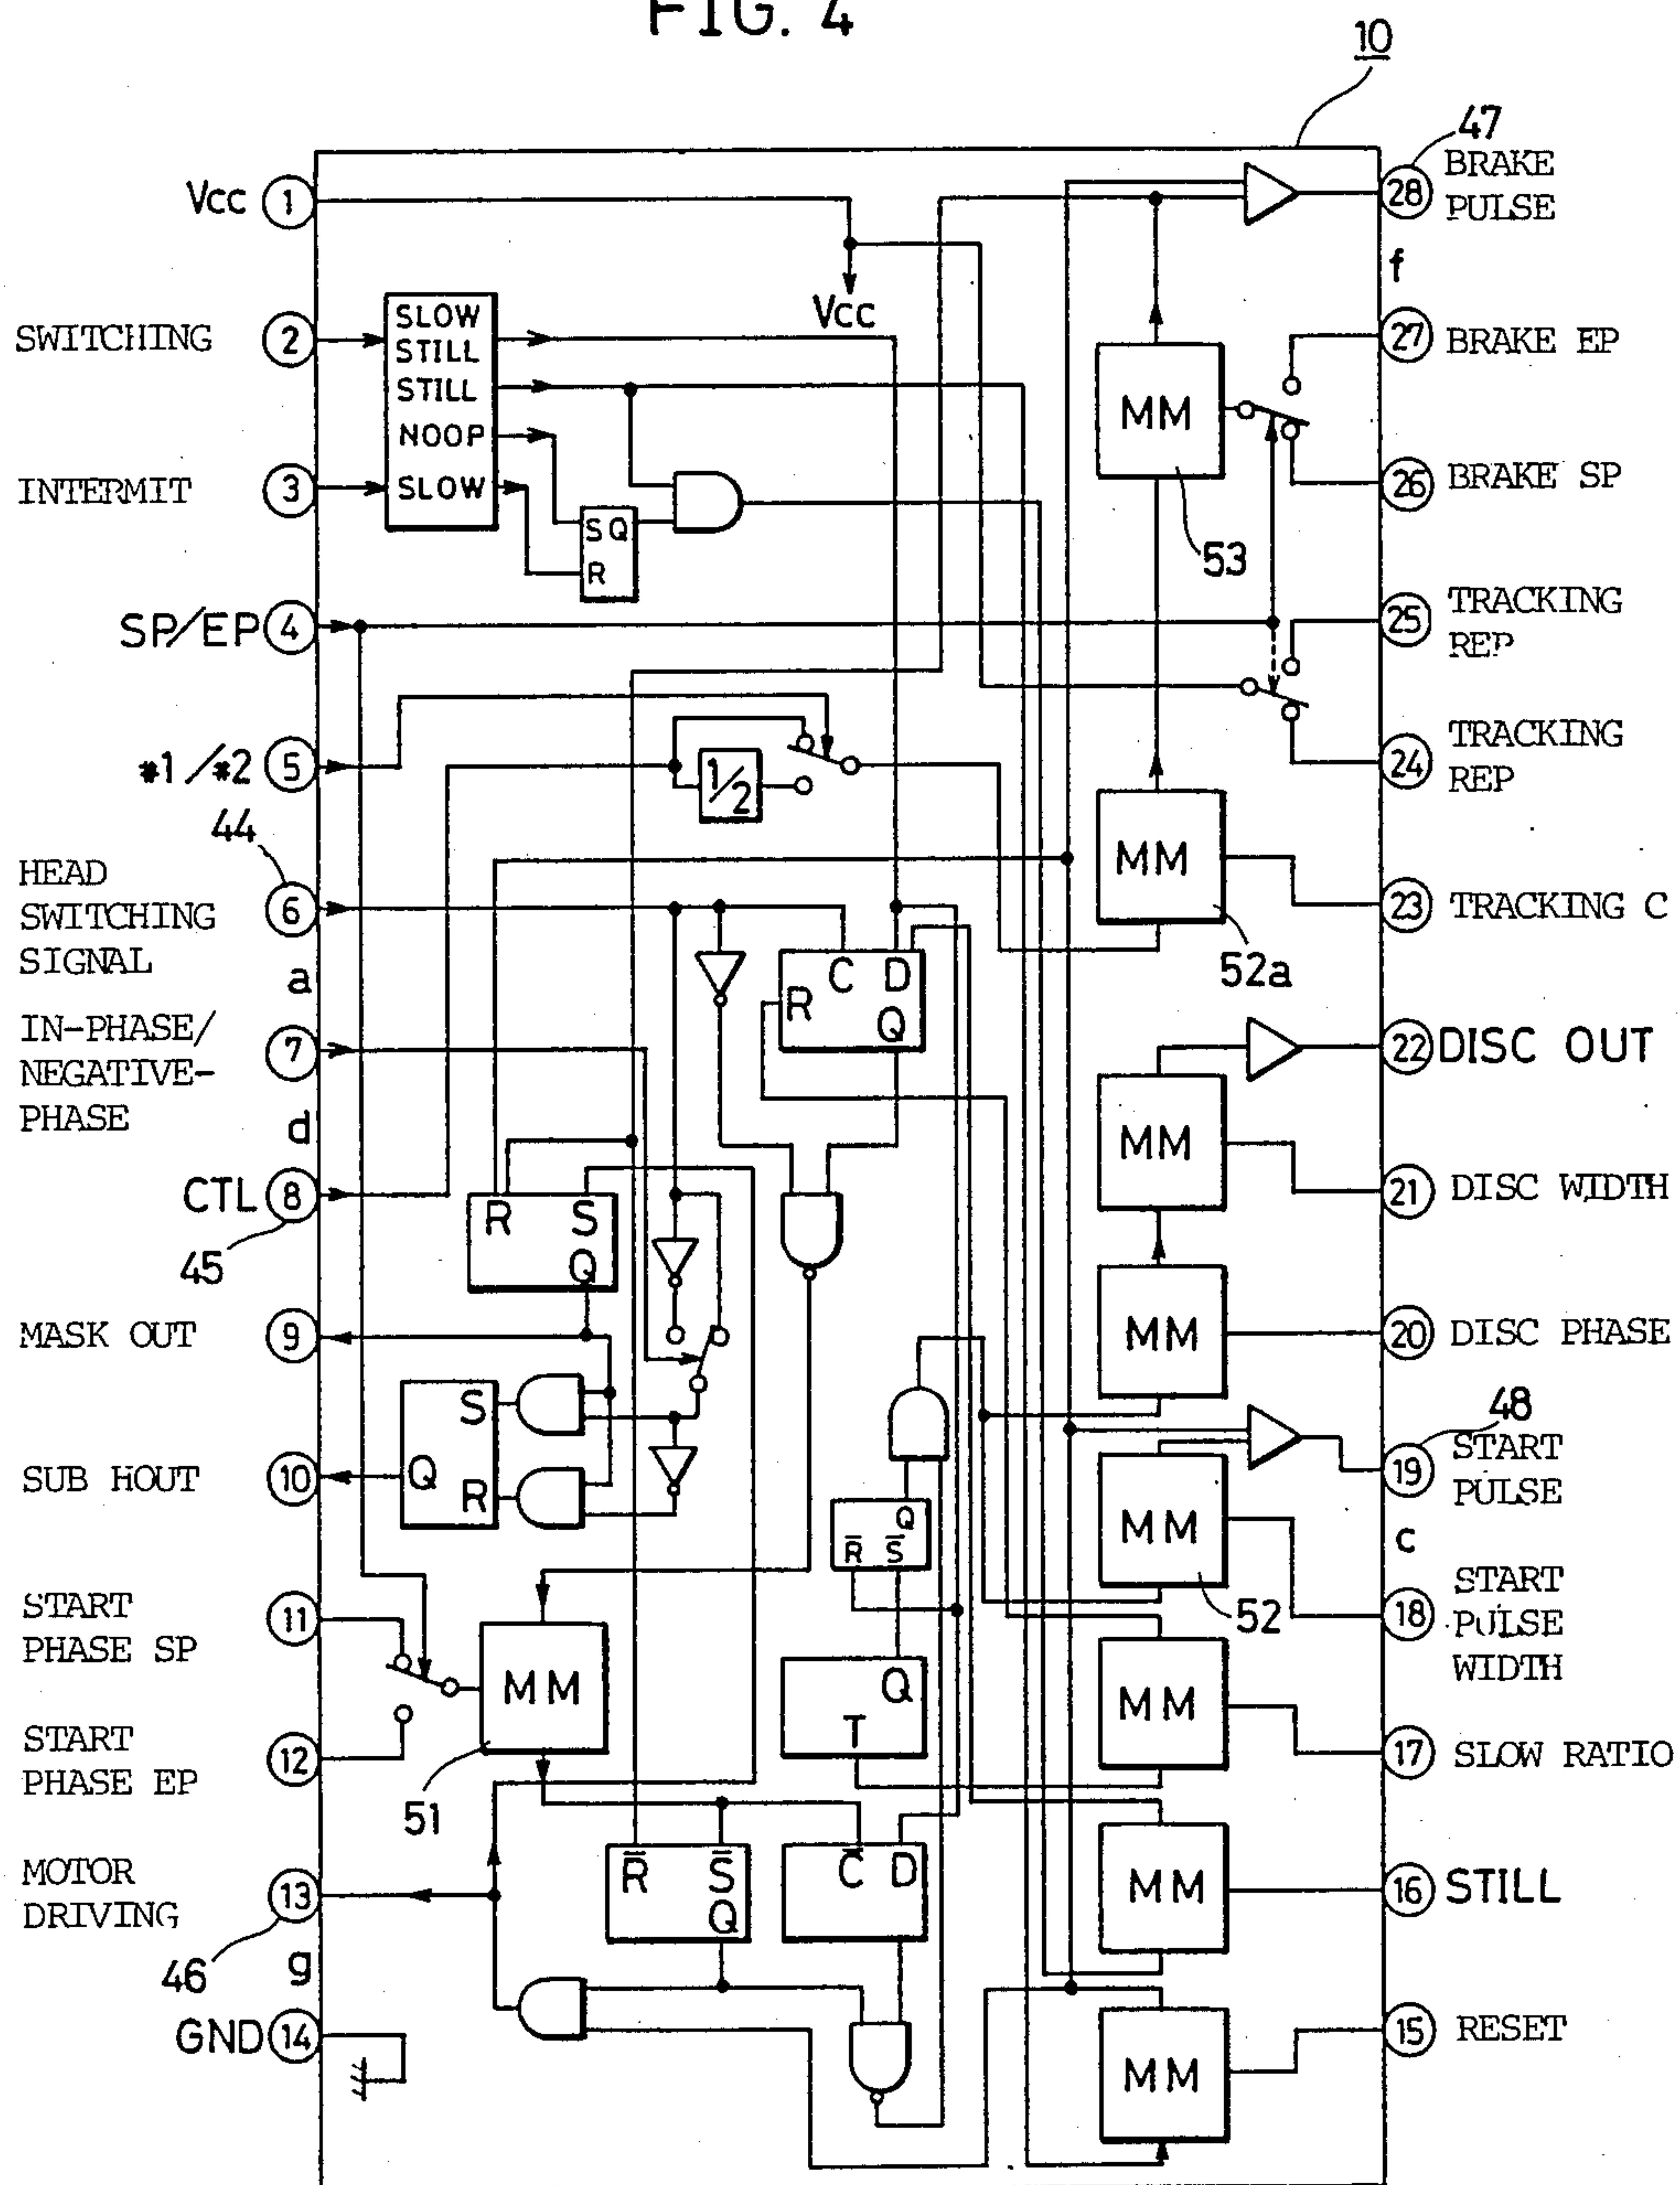 FIG. 4
10
Vcc 1
Vcc
SWITCHING 2
SLOW
STILL
STILL
NOOP
SLOW
INTERMIT 3
S Q
R
SP/EP 4
*1/*2 5
1/2
44
HEAD
SWITCHING
SIGNAL
6
a
R C D
Q
IN-PHASE/
NEGATIVE-
PHASE
7
d
CTL 8
45
R S
Q
MASK OUT 9
S
Q
R
SUB HOUT 10
Q
R̅ S̅
START
PHASE SP
11
MM
51
START
PHASE EP
12
Q
T
MOTOR
DRIVING
13
46
g
R̅ S̅
Q
C̅ D
GND 14
47
28 BRAKE
PULSE
f
27 BRAKE EP
MM
53
26 BRAKE SP
25 TRACKING
REP
24 TRACKING
REP
MM
52a
23 TRACKING C
22 DISC OUT
MM
21 DISC WIDTH
MM
20 DISC PHASE
48
19 START
PULSE
c
MM
52
18 START
PULSE
WIDTH
MM
17 SLOW RATIO
MM
16 STILL
MM
15 RESET